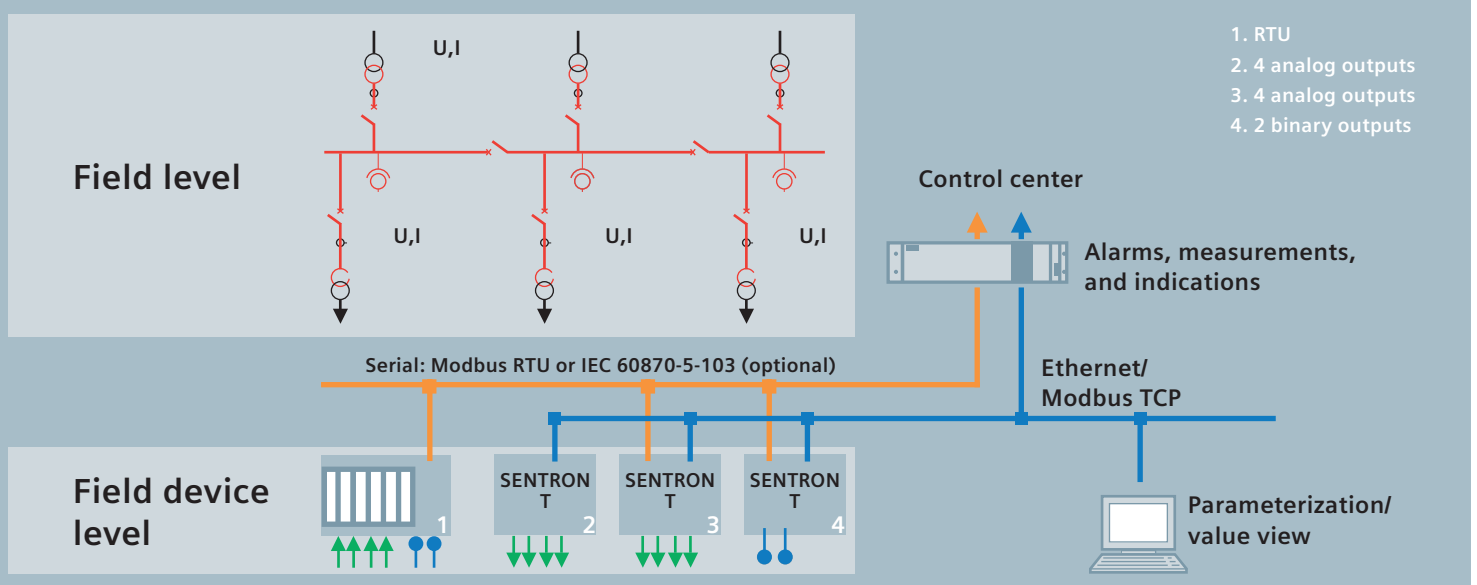 U,I
1. RTU
2. 4 analog outputs
3. 4 analog outputs
4. 2 binary outputs
Field level
Control center
U,I
U,I
U,I
Alarms, measurements,
and indications
Serial: Modbus RTU or IEC 60870-5-103 (optional)
Ethernet/
Modbus TCP
Field device
level
1
SENTRON
T
2
SENTRON
T
3
SENTRON
T
4
Parameterization/
value view